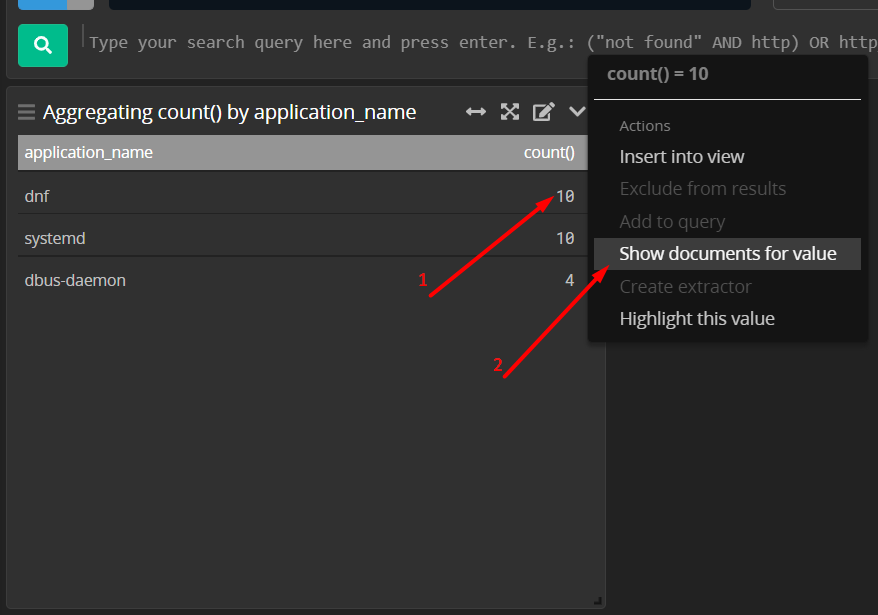 Type your search query here and press enter. E.g.: ("not found" AND http) OR http
count() = 10
Aggregating count() by application_name
Actions
application_name count()
Insert into view
dnf 10
Exclude from results
Add to query
systemd 10
Show documents for value
dbus-daemon 4
1
Create extractor
Highlight this value
2